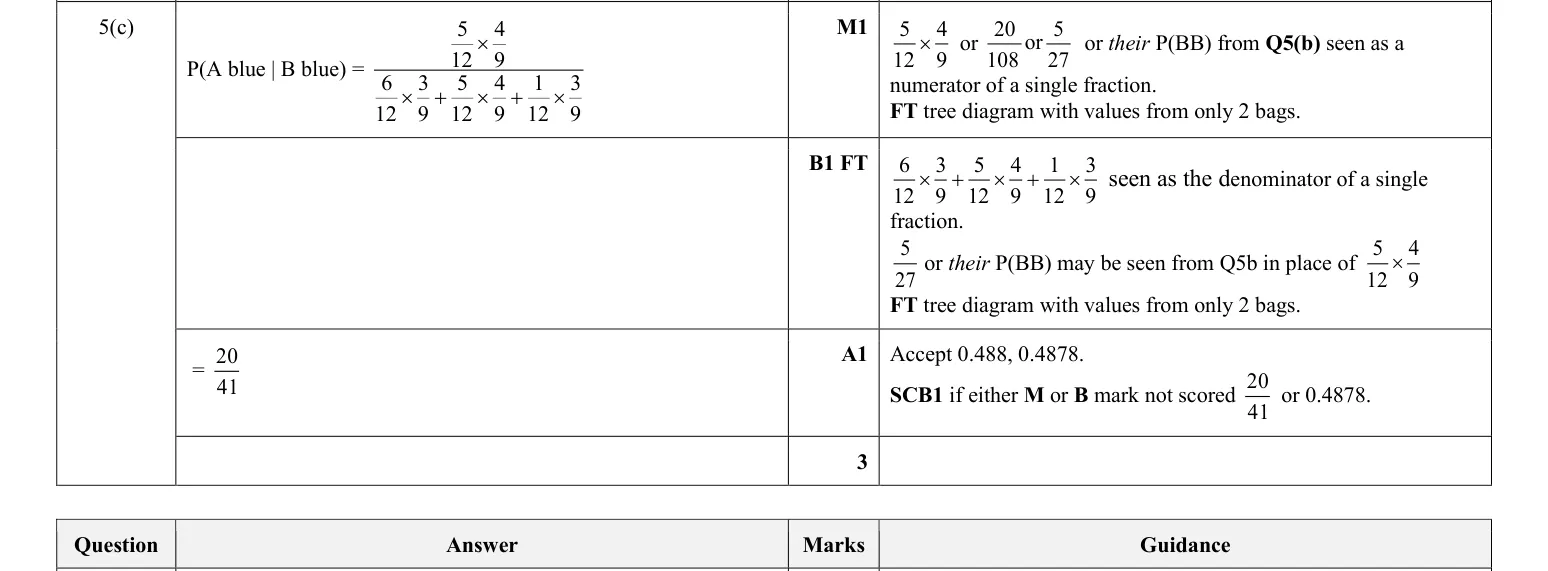 5(c)
P(A blue | B blue) = (5/12 × 4/9) / (6/12 × 3/9 + 5/12 × 4/9 + 1/12 × 3/9)
M1
5/12 × 4/9 or 20/108 or 5/27 or their P(BB) from Q5(b) seen as a
numerator of a single fraction.
FT tree diagram with values from only 2 bags.
B1 FT
6/12 × 3/9 + 5/12 × 4/9 + 1/12 × 3/9 seen as the denominator of a single
fraction.
5/27 or their P(BB) may be seen from Q5b in place of 5/12 × 4/9
FT tree diagram with values from only 2 bags.
= 20/41
A1
Accept 0.488, 0.4878.
SCB1 if either M or B mark not scored 20/41 or 0.4878.
3
Question Answer Marks Guidance